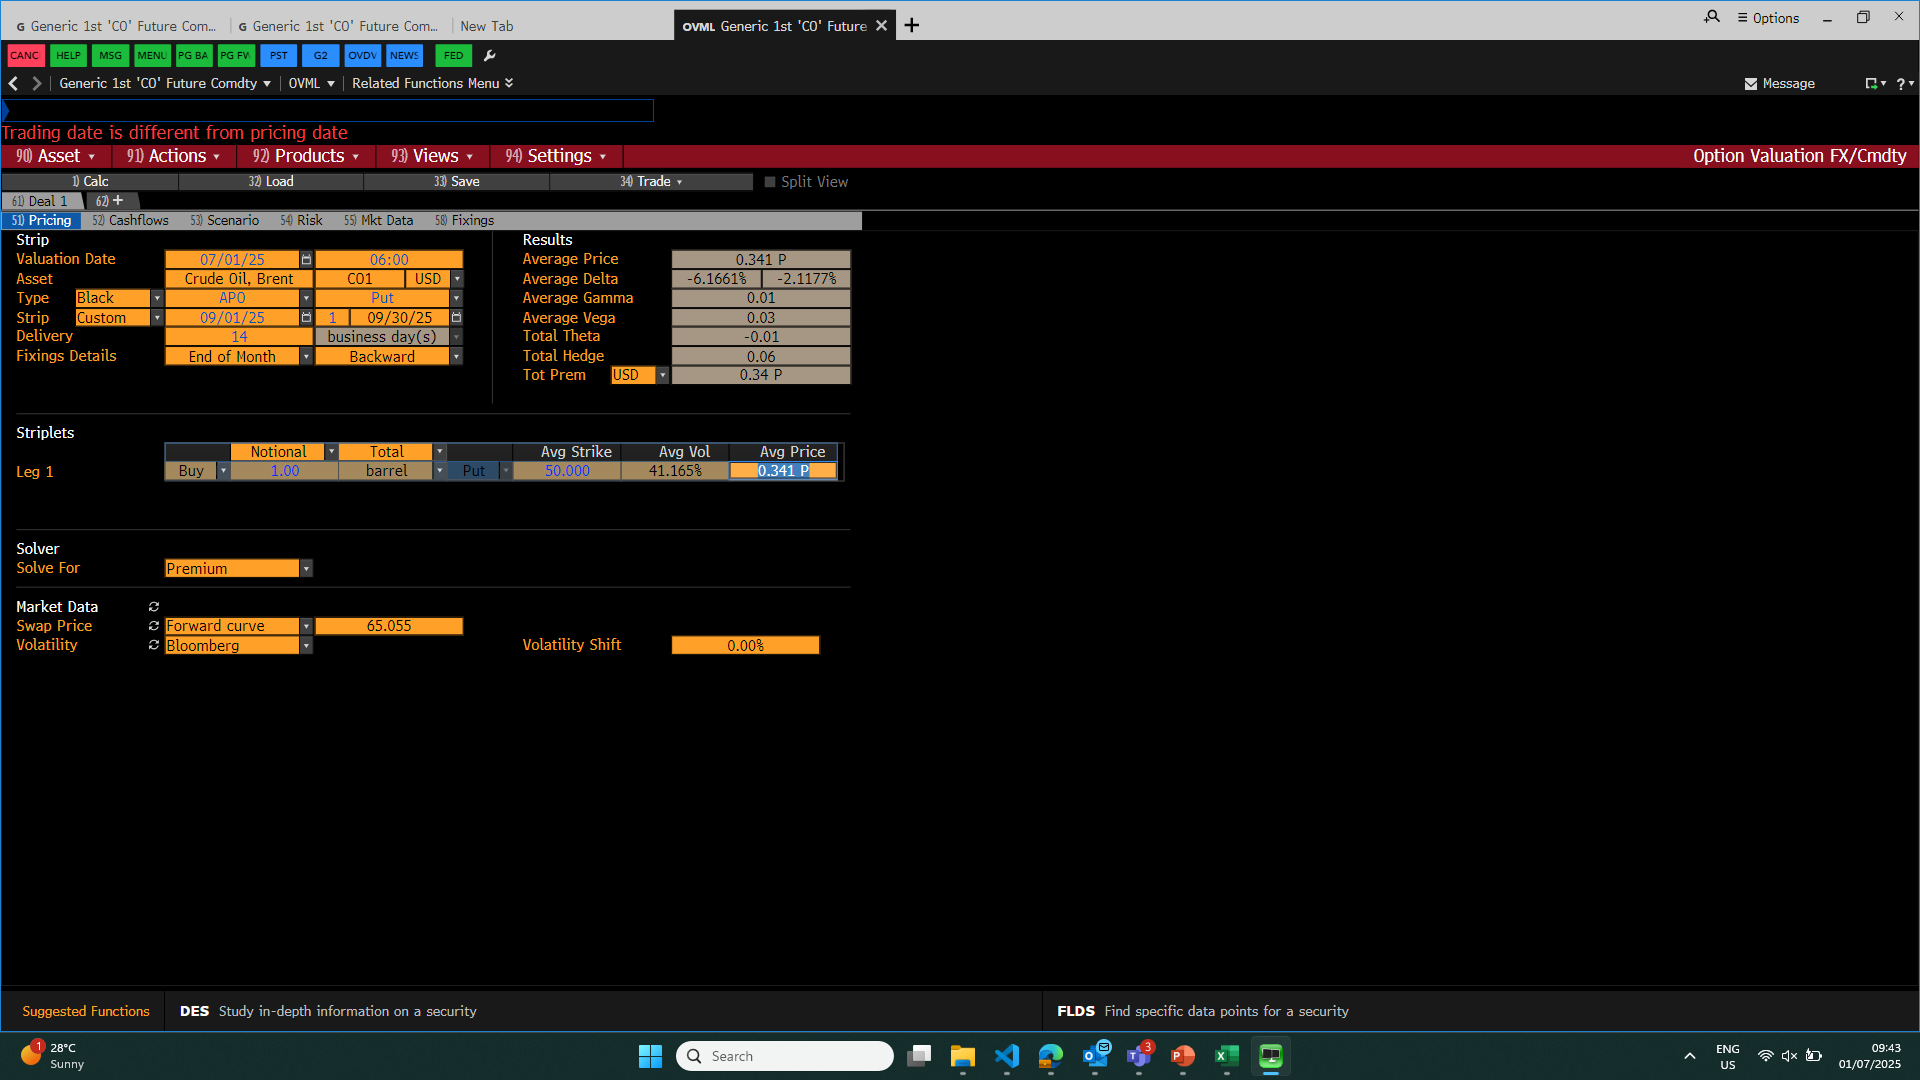 G Generic 1st 'CO' Future Com... G Generic 1st 'CO' Future Com... New Tab OVML Generic 1st 'CO' Future Options
CANC HELP MSG MENU PG BA PG FW PST G2 OVDV NEWS FED
Generic 1st 'CO' Future Comdty OVML Related Functions Menu Message ?
Trading date is different from pricing date
90) Asset 91) Actions 92) Products 93) Views 94) Settings Option Valuation FX/Cmdty
1) Calc 32) Load 33) Save 34) Trade Split View
61) Deal 1 62) +
51) Pricing 52) Cashflows 53) Scenario 54) Risk 55) Mkt Data 58) Fixings
Strip Results
Valuation Date 07/01/25 06:00 Average Price 0.341 P
Asset Crude Oil, Brent CO1 USD Average Delta -6.1661% -2.1177%
Type Black APO Put Average Gamma 0.01
Strip Custom 09/01/25 1 09/30/25 Average Vega 0.03
Delivery 14 business day(s) Total Theta -0.01
Fixings Details End of Month Backward Total Hedge 0.06
Tot Prem USD 0.34 P
Striplets
Notional Total Avg Strike Avg Vol Avg Price
Leg 1 Buy 1.00 barrel Put 50.000 41.165% 0.341 P
Solver
Solve For Premium
Market Data
Swap Price Forward curve 65.055
Volatility Bloomberg Volatility Shift 0.00%
Suggested Functions DES Study in-depth information on a security FLDS Find specific data points for a security
1 28°C
Sunny
Search
3
ENG
US
09:43
01/07/2025